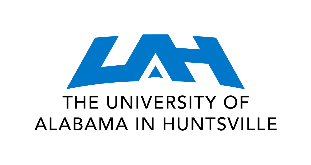 UAH
THE UNIVERSITY OF
ALABAMA IN HUNTSVILLE